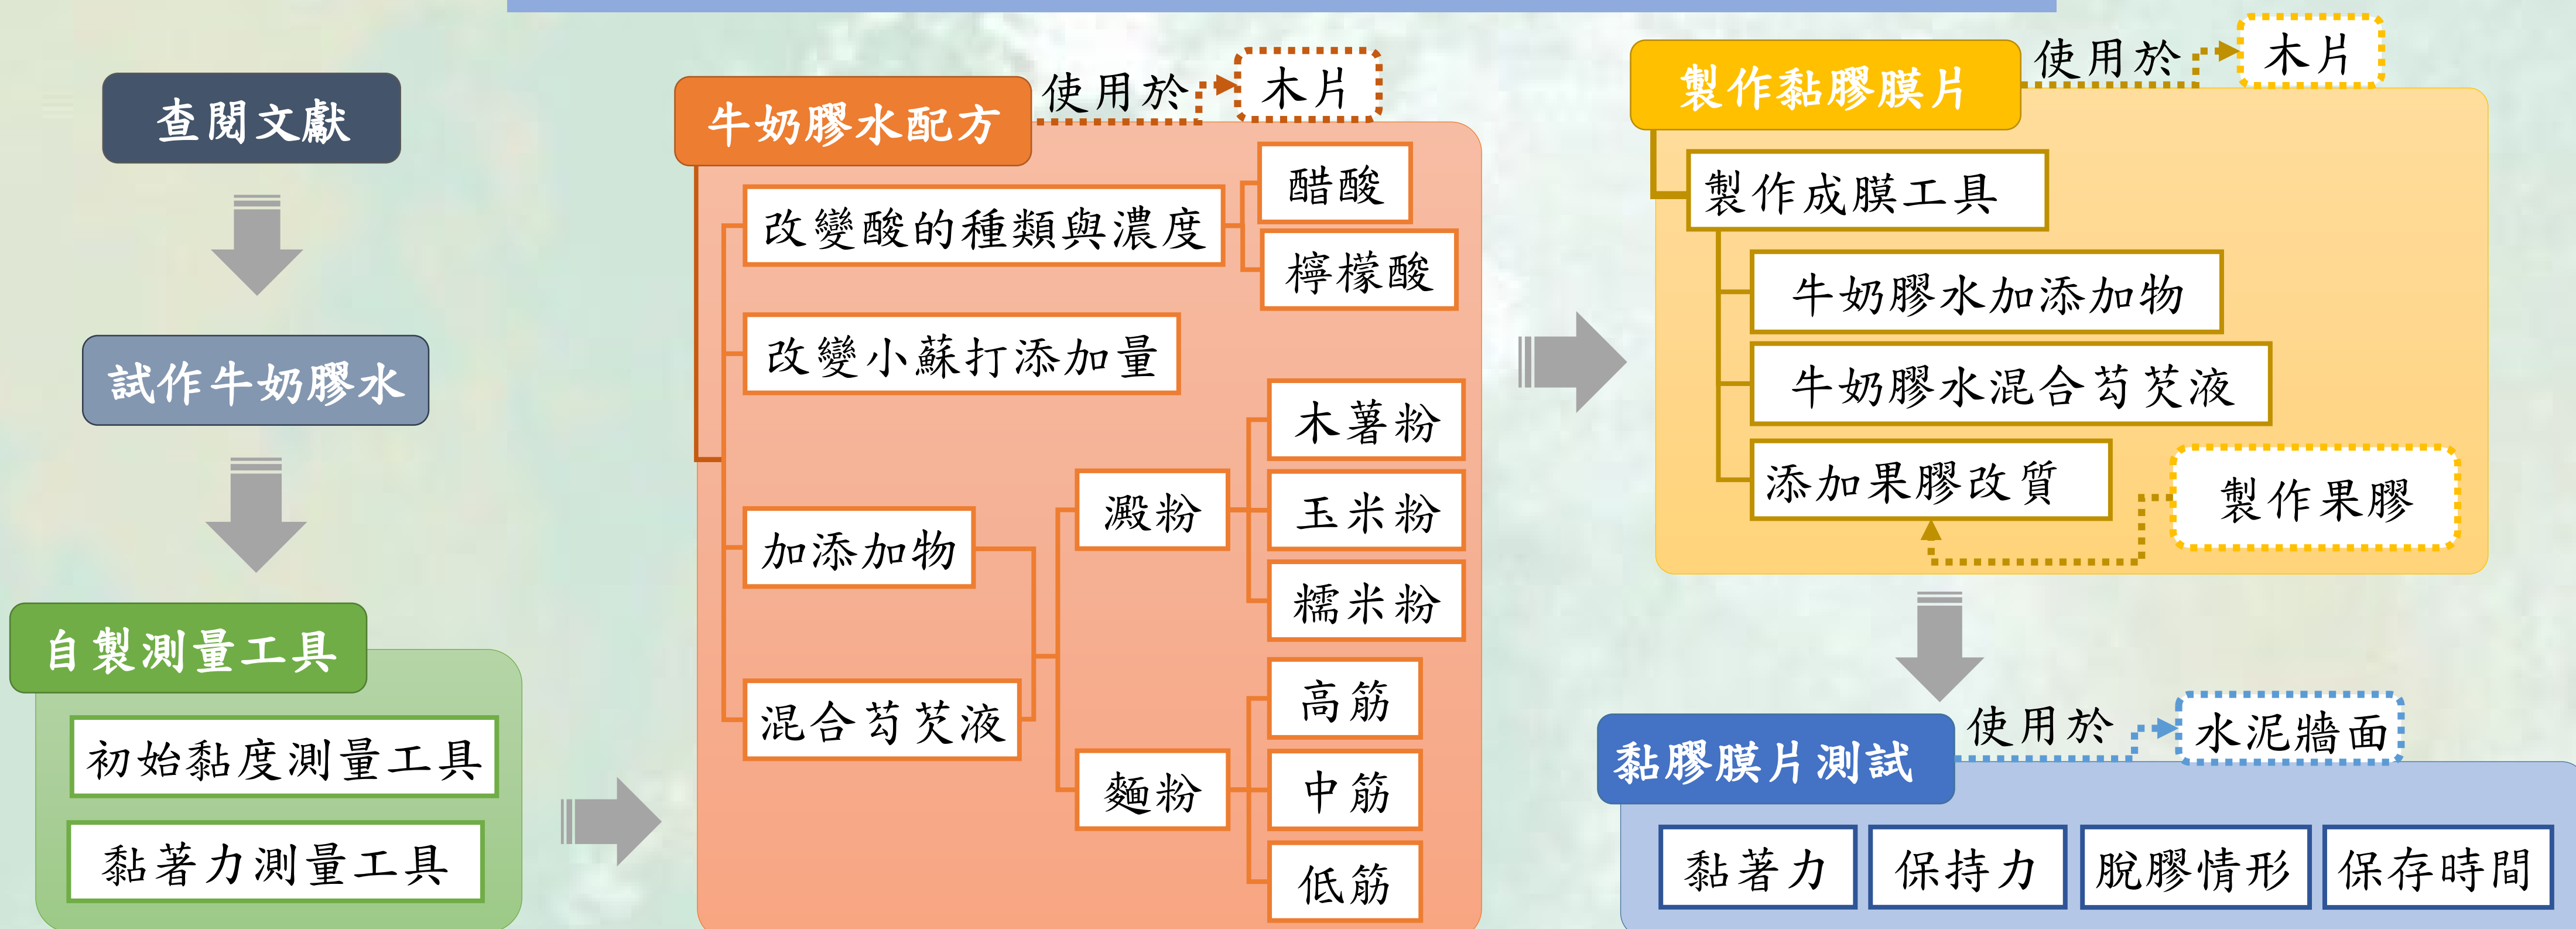 查閱文獻
試作牛奶膠水
自製測量工具
初始黏度測量工具
黏著力測量工具
牛奶膠水配方
使用於
木片
改變酸的種類與濃度
醋酸
檸檬酸
改變小蘇打添加量
加添加物
混合芶芡液
澱粉
木薯粉
玉米粉
糯米粉
麵粉
高筋
中筋
低筋
製作黏膠膜片
使用於
木片
製作成膜工具
牛奶膠水加添加物
牛奶膠水混合芶芡液
添加果膠改質
製作果膠
黏膠膜片測試
使用於
水泥牆面
黏著力
保持力
脫膠情形
保存時間